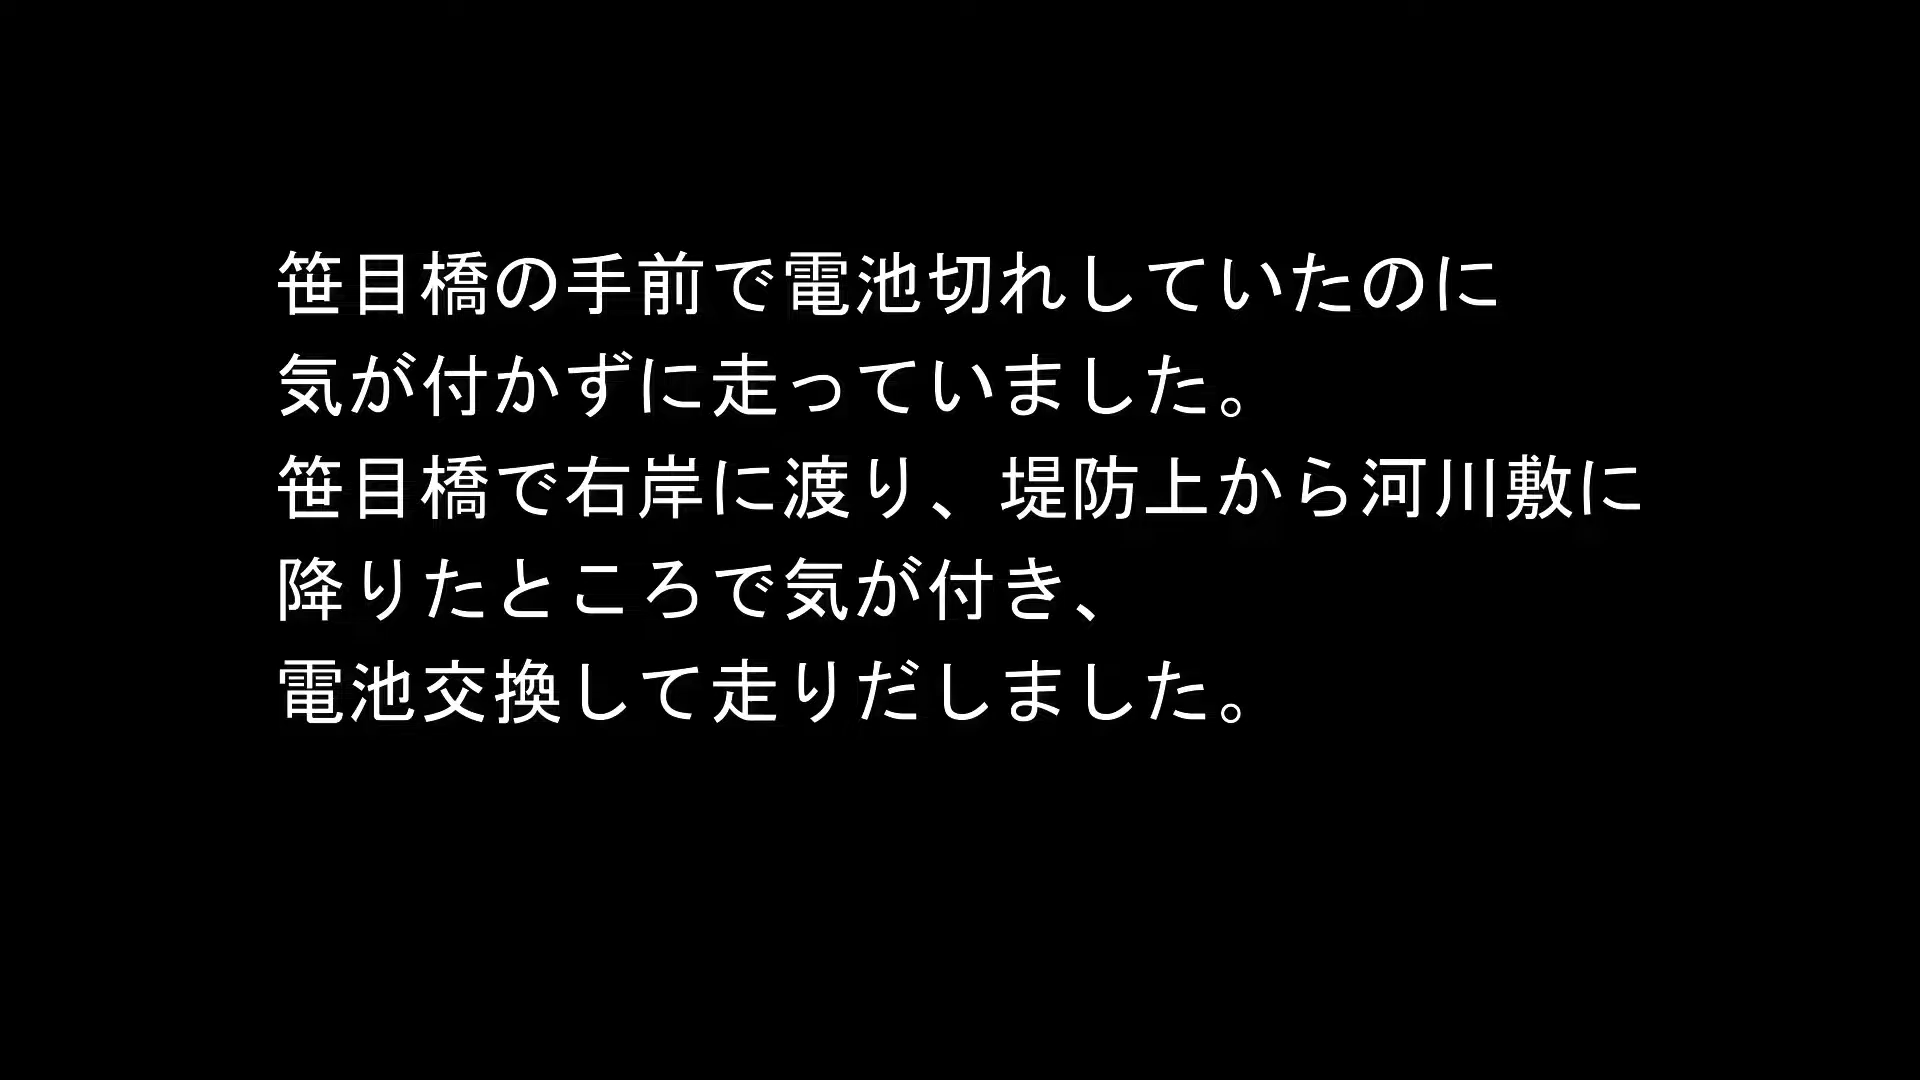 笹目橋の手前で電池切れしていたのに
気が付かずに走っていました。
笹目橋で右岸に渡り、堤防上から河川敷に
降りたところで気が付き、
電池交換して走りだしました。